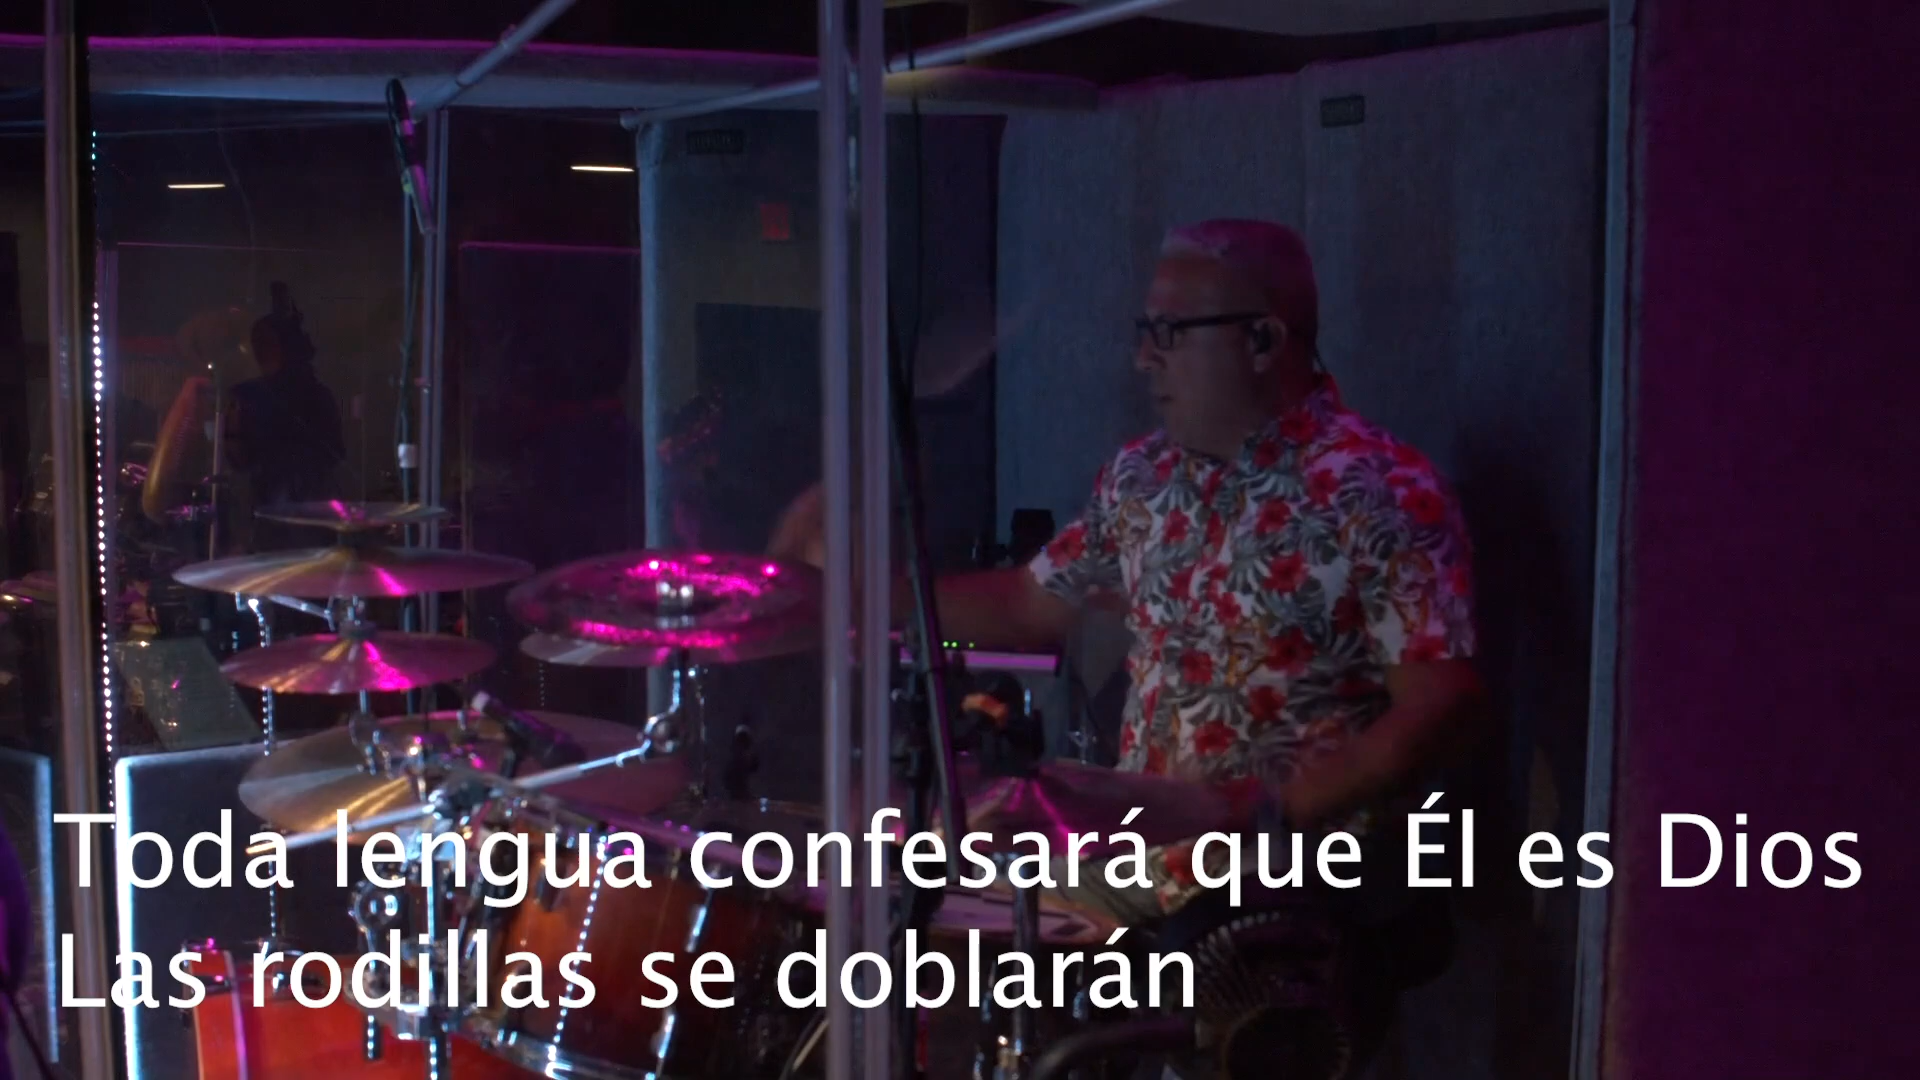 Toda lengua confesará que Él es Dios
Las rodillas se doblarán